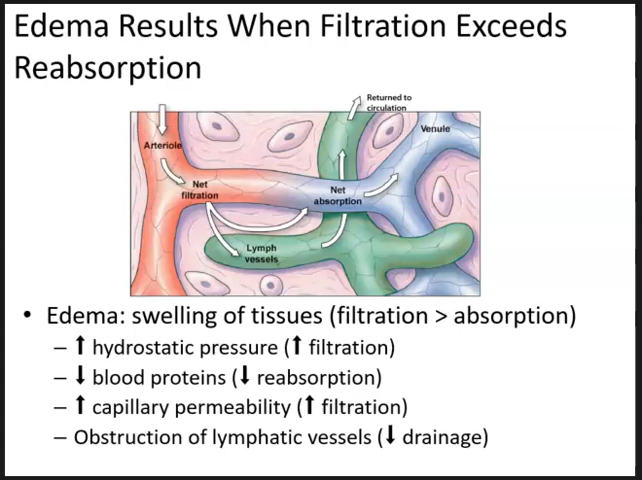 Edema Results When Filtration Exceeds
Reabsorption
Returned to
circulation
Venule
Arteriole
Net
filtration
Net
absorption
Lymph
vessels
• Edema: swelling of tissues (filtration > absorption)
– ⬆ hydrostatic pressure (⬆ filtration)
– ⬇ blood proteins (⬇ reabsorption)
– ⬆ capillary permeability (⬆ filtration)
– Obstruction of lymphatic vessels (⬇ drainage)